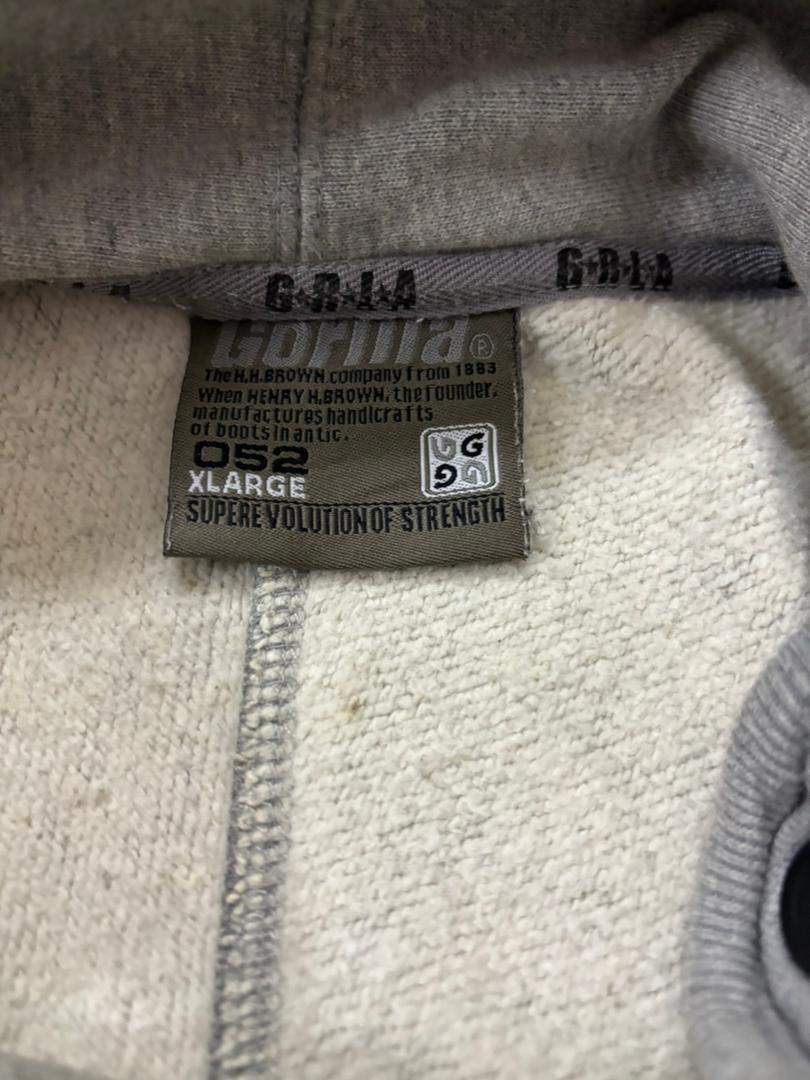 G★R★I★A G★R★I★A
Gorilla®
The H.H.BROWN company from 1883
When HENRY H.BROWN, the founder,
manufactures handicrafts
of boots in antic.
052
XLARGE
SUPERE VOLUTION OF STRENGTH